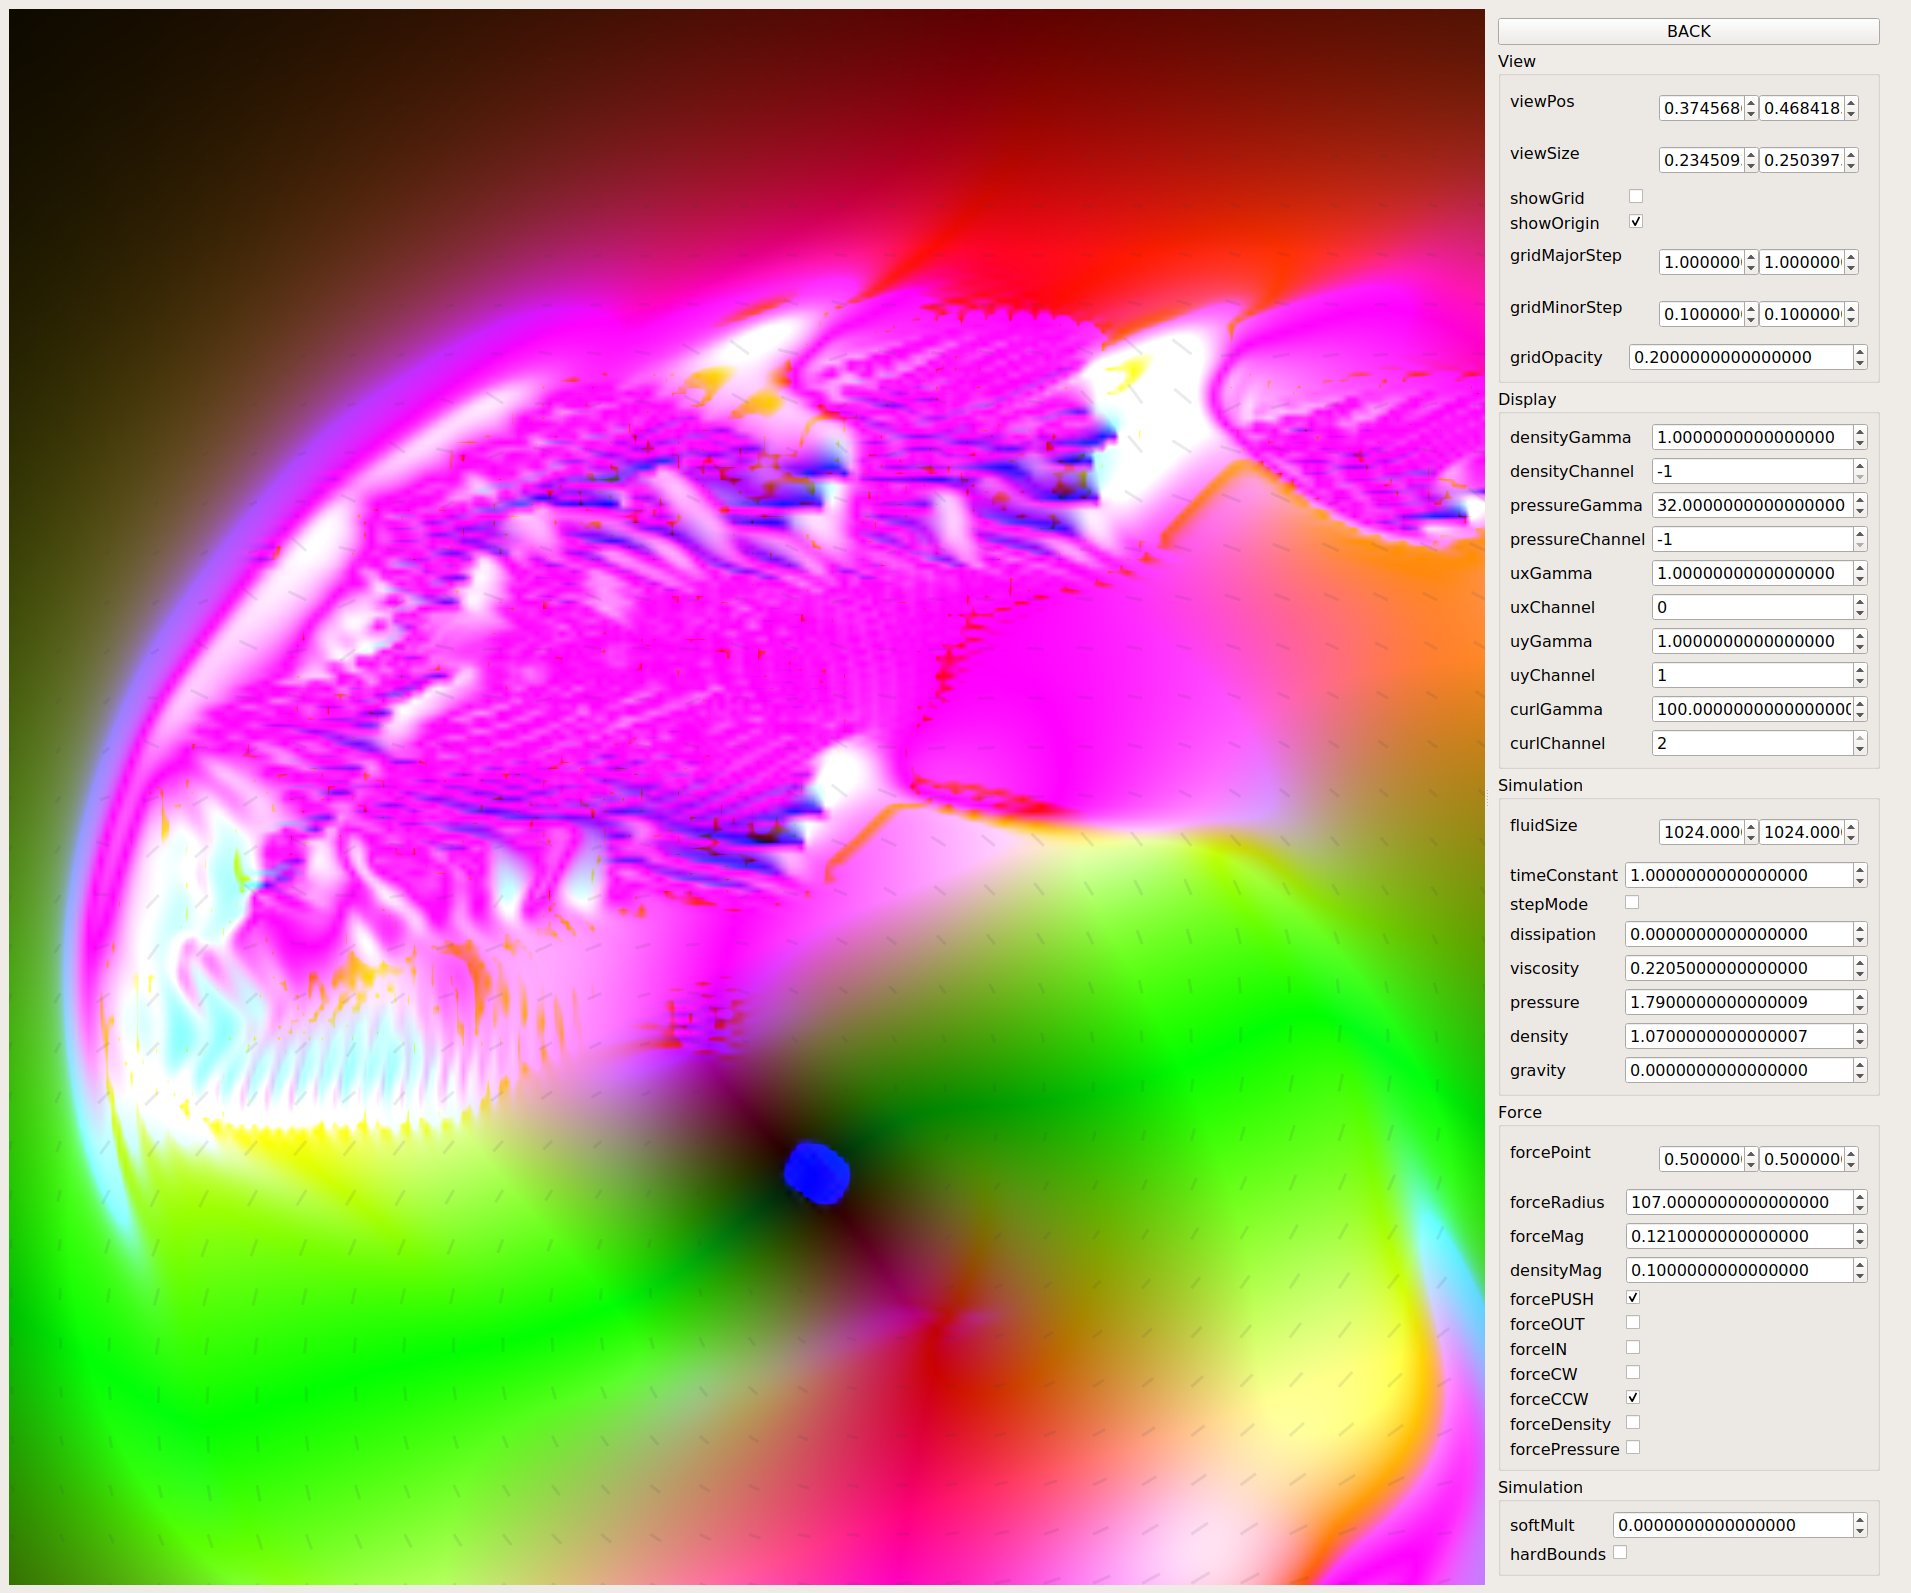 BACK
View
viewPos 0.374568 0.468418
viewSize 0.234509 0.250397
showGrid
showOrigin
gridMajorStep 1.000000 1.000000
gridMinorStep 0.100000 0.100000
gridOpacity 0.2000000000000000
Display
densityGamma 1.0000000000000000
densityChannel -1
pressureGamma 32.0000000000000000
pressureChannel -1
uxGamma 1.0000000000000000
uxChannel 0
uyGamma 1.0000000000000000
uyChannel 1
curlGamma 100.0000000000000000
curlChannel 2
Simulation
fluidSize 1024.000 1024.000
timeConstant 1.0000000000000000
stepMode
dissipation 0.0000000000000000
viscosity 0.2205000000000000
pressure 1.7900000000000009
density 1.0700000000000007
gravity 0.0000000000000000
Force
forcePoint 0.500000 0.500000
forceRadius 107.0000000000000000
forceMag 0.1210000000000000
densityMag 0.1000000000000000
forcePUSH
forceOUT
forceIN
forceCW
forceCCW
forceDensity
forcePressure
Simulation
softMult 0.0000000000000000
hardBounds